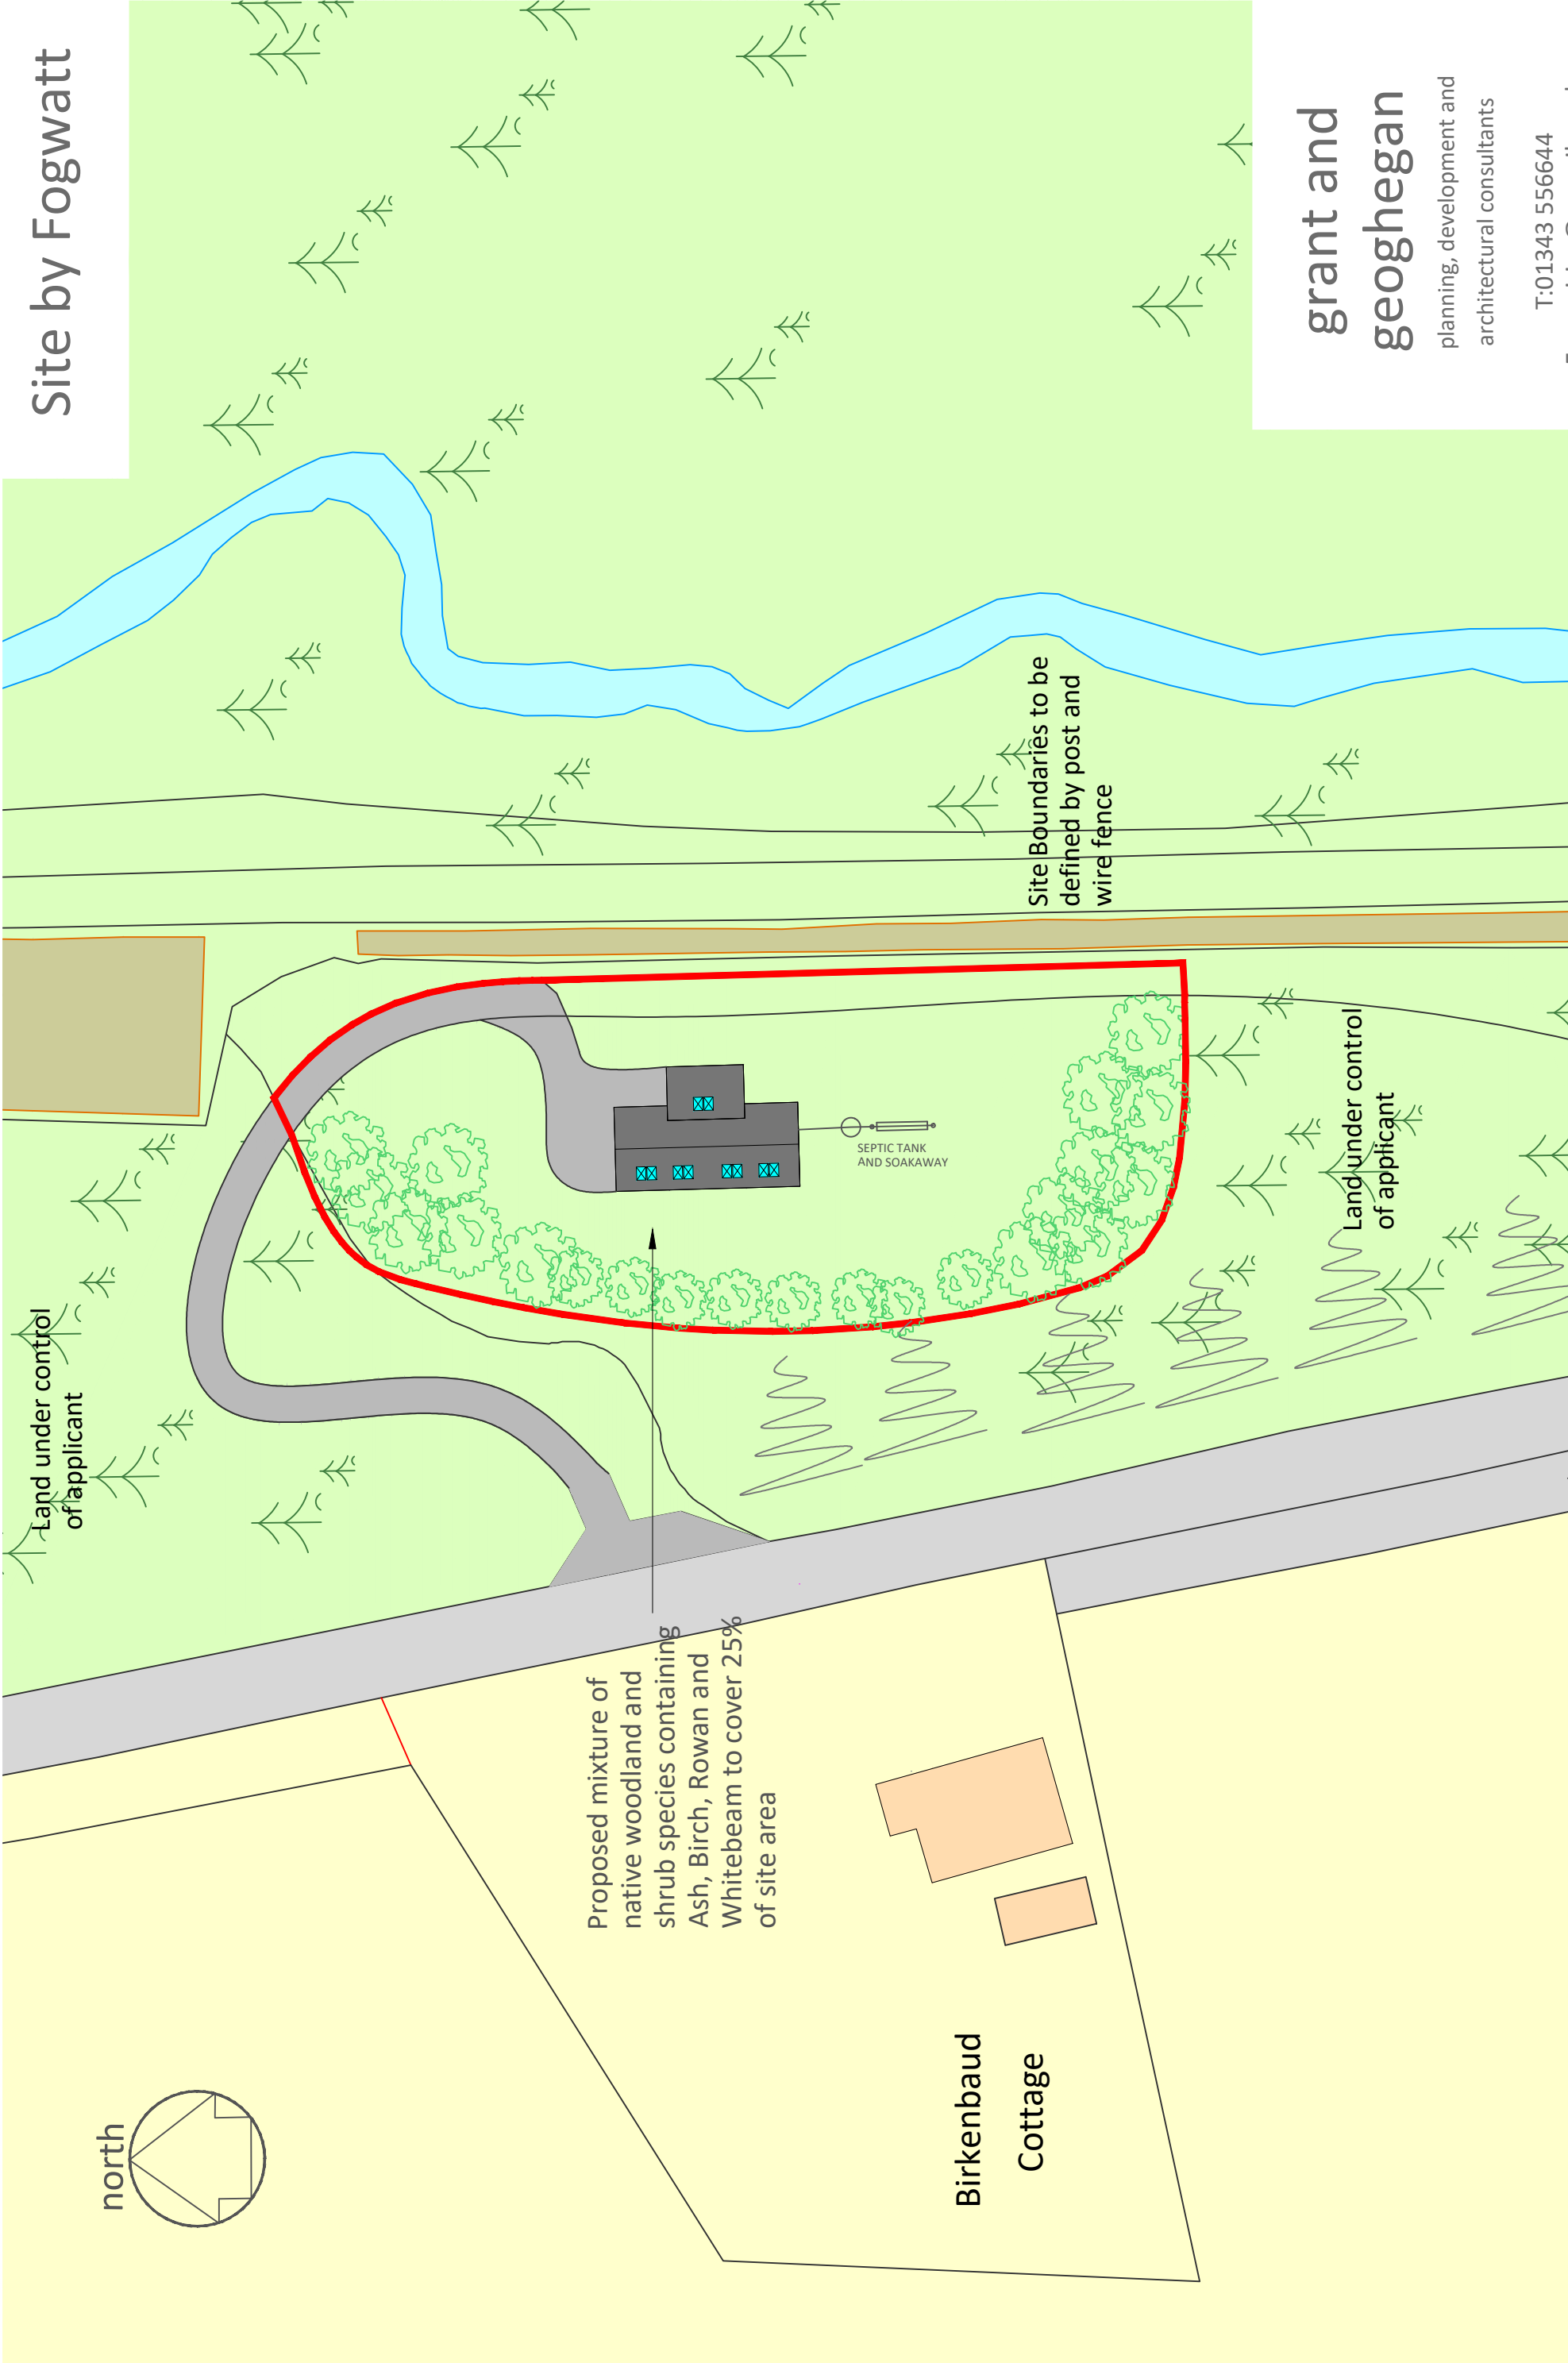 Site by Fogwatt
north
Land under control
of applicant
Proposed mixture of
native woodland and
shrub species containing
Ash, Birch, Rowan and
Whitebeam to cover 25%
of site area
SEPTIC TANK
AND SOAKAWAY
Site Boundaries to be
defined by post and
wire fence
Birkenbaud
Cottage
Land under control
of applicant
grant and
geoghegan
planning, development and
architectural consultants
T:01343 556644